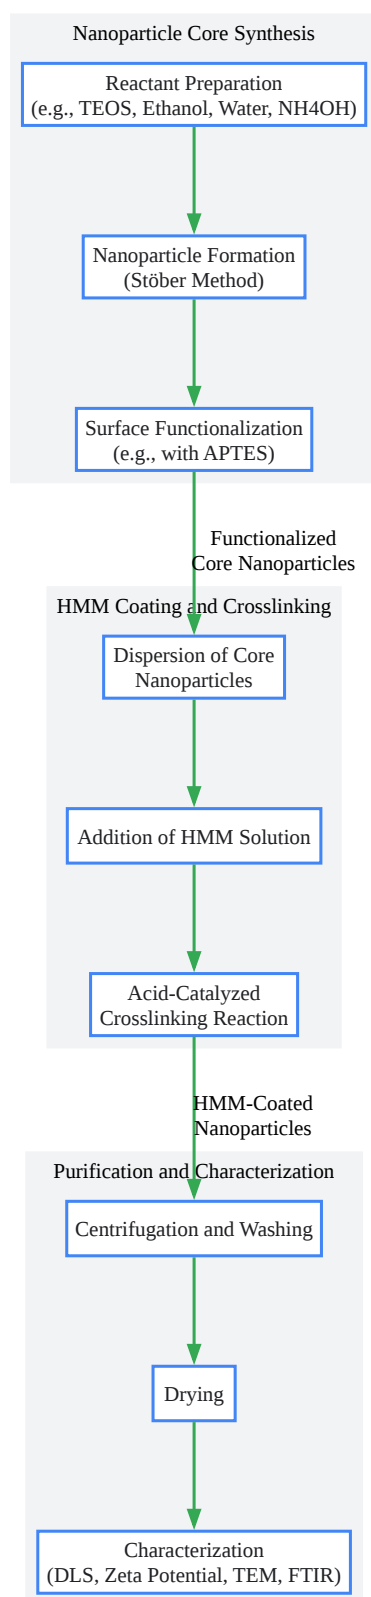 Nanoparticle Core Synthesis
Reactant Preparation
(e.g., TEOS, Ethanol, Water, NH4OH)
Nanoparticle Formation
(Stöber Method)
Surface Functionalization
(e.g., with APTES)
Functionalized
Core Nanoparticles
HMM Coating and Crosslinking
Dispersion of Core
Nanoparticles
Addition of HMM Solution
Acid-Catalyzed
Crosslinking Reaction
HMM-Coated
Nanoparticles
Purification and Characterization
Centrifugation and Washing
Drying
Characterization
(DLS, Zeta Potential, TEM, FTIR)